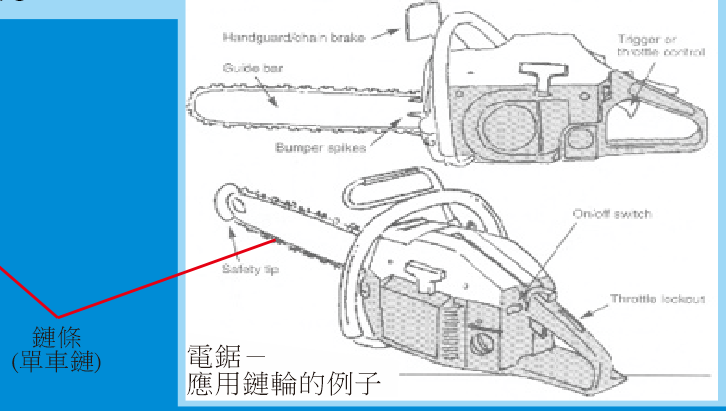 Handguard/chain brake
Guide bar
Trigger or
throttle control
Bumper spikes
On/off switch
Safety tip
Throttle lockout
鏈條
(單車鏈)
電鋸－
應用鏈輪的例子